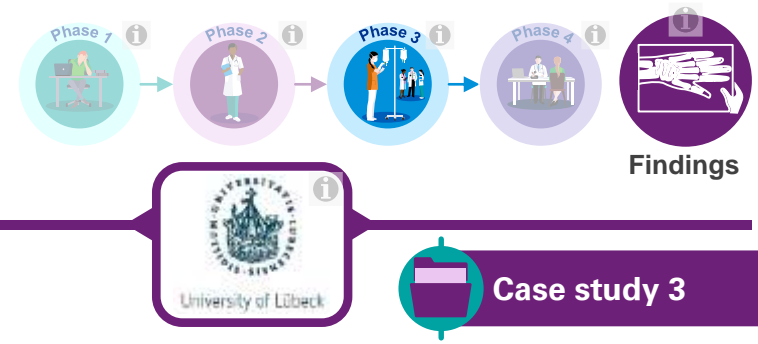 Phase 1
Phase 2
Phase 3
Phase 4
Findings
University of Lübeck
Case study 3